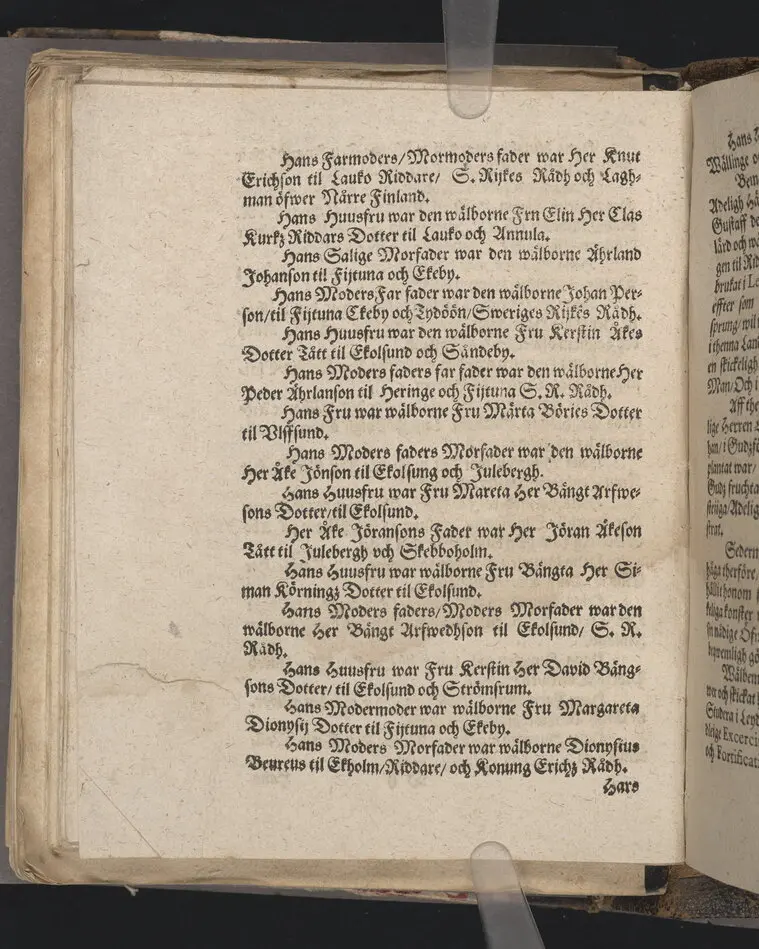 Hans Farmoders/Mormoders fader war Her Knut
Erichson til Lauko Riddare/ S. Rijkes Rådh och Lagh-
man öfwer Närre Finland.
Hans Huusfru war den wälborne Frn Elin Her Clas
Kurkz Riddars Dotter til Lauko och Annula.
Hans Salige Morfader war den wälborne Åhrland
Johanson til Fijtuna och Ekeby.
Hans Moders Far fader war den wälborne Johan Per-
son/til Fijtuna Ekeby och Tydöön/Sweriges Rijkes Rådh.
Hans Huusfru war den wälborne Fru Kerstin Åkes
Dotter Tått til Ekolsund och Såndeby.
Hans Moders faders far fader war den wälborne Her
Peder Åhrlanson til Heringe och Fijtuna S. R. Rådh.
Hans Fru war wälborne Fru Märta Böries Dotter
til Vlffsund.
Hans Moders faders Morfader war den wälborne
Her Åke Jönson til Ekolsung och Julebergh.
Hans Huusfru war Fru Mareta Her Bängt Arfwe-
sons Dotter/til Ekolsund.
Her Åke Jöransons Fader war Her Jöran Åkeson
Tått til Julebergh och Skebboholm.
Hans Huusfru war wälborne Fru Bängta Her Si-
man Körningz Dotter til Ekolsund.
Hans Moders faders/Moders Morfader war den
wälborne Her Bängt Arfwedhson til Ekolsund/ S. R.
Rådh.
Hans Huusfru war Fru Kerstin Her David Bäng-
sons Dotter/ til Ekolsund och Strömsrum.
Hans Modermoder war wälborne Fru Margareta
Dionysij Dotter til Fijtuna och Ekeby.
Hans Moders Morfader war wälborne Dionysius
Beureus til Ekholm/Riddare/ och Konung Erichz Rådh.
Hars